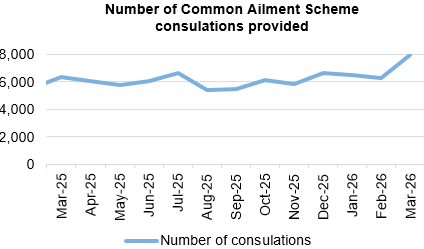 Number of Common Ailment Scheme
consulations provided
8,000
6,000
4,000
2,000
0
Mar-25
Apr-25
May-25
Jun-25
Jul-25
Aug-25
Sep-25
Oct-25
Nov-25
Dec-25
Jan-26
Feb-26
Mar-26
Number of consulations